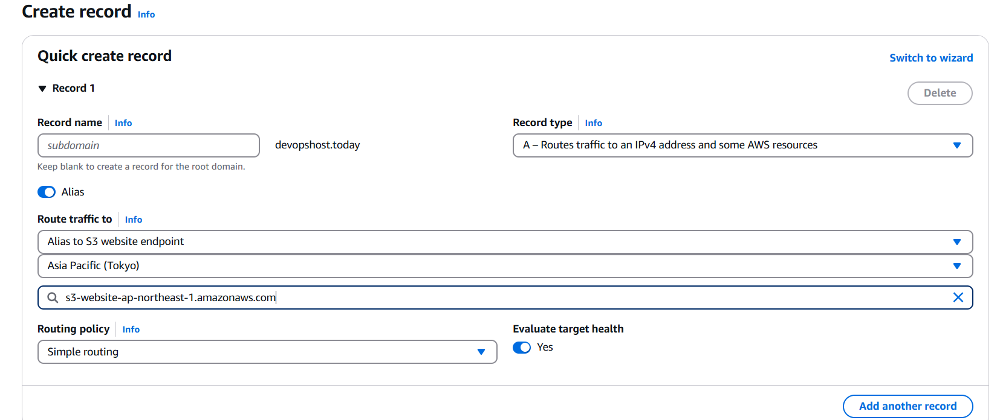 Create record Info
Quick create record
Switch to wizard
Record 1
Delete
Record name Info
Record type Info
subdomain
devopshost.today
A – Routes traffic to an IPv4 address and some AWS resources
Keep blank to create a record for the root domain.
Alias
Route traffic to Info
Alias to S3 website endpoint
Asia Pacific (Tokyo)
s3-website-ap-northeast-1.amazonaws.com
Routing policy Info
Evaluate target health
Simple routing
Yes
Add another record